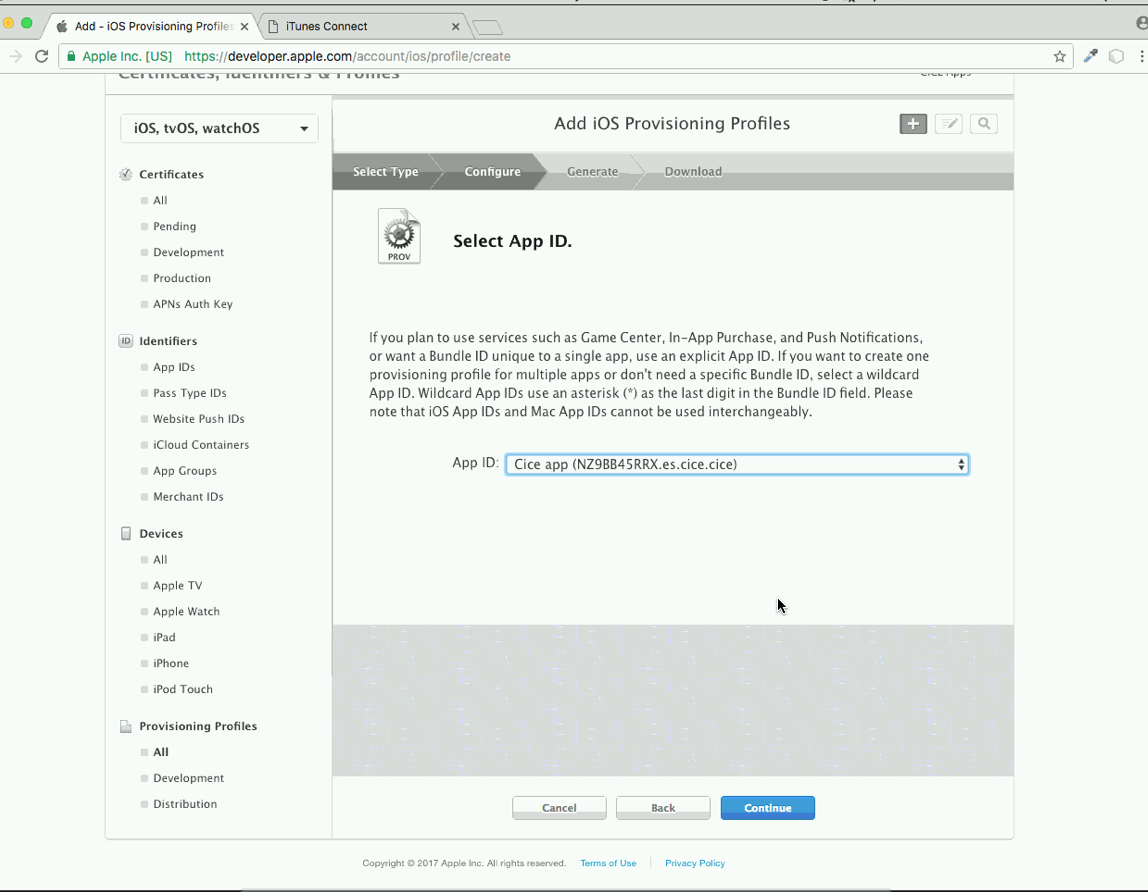 Add - iOS Provisioning Profiles
iTunes Connect
Apple Inc. [US] https://developer.apple.com/account/ios/profile/create
Certificates, Identifiers & Profiles
CICE Apps
iOS, tvOS, watchOS
Add iOS Provisioning Profiles
Select Type
Configure
Generate
Download
Certificates
All
Pending
Development
Production
APNs Auth Key
Identifiers
App IDs
Pass Type IDs
Website Push IDs
iCloud Containers
App Groups
Merchant IDs
Devices
All
Apple TV
Apple Watch
iPad
iPhone
iPod Touch
Provisioning Profiles
All
Development
Distribution
PROV
Select App ID.
If you plan to use services such as Game Center, In-App Purchase, and Push Notifications,
or want a Bundle ID unique to a single app, use an explicit App ID. If you want to create one
provisioning profile for multiple apps or don't need a specific Bundle ID, select a wildcard
App ID. Wildcard App IDs use an asterisk (*) as the last digit in the Bundle ID field. Please
note that iOS App IDs and Mac App IDs cannot be used interchangeably.
App ID: Cice app (NZ9BB45RRX.es.cice.cice)
Cancel
Back
Continue
Copyright © 2017 Apple Inc. All rights reserved. Terms of Use Privacy Policy